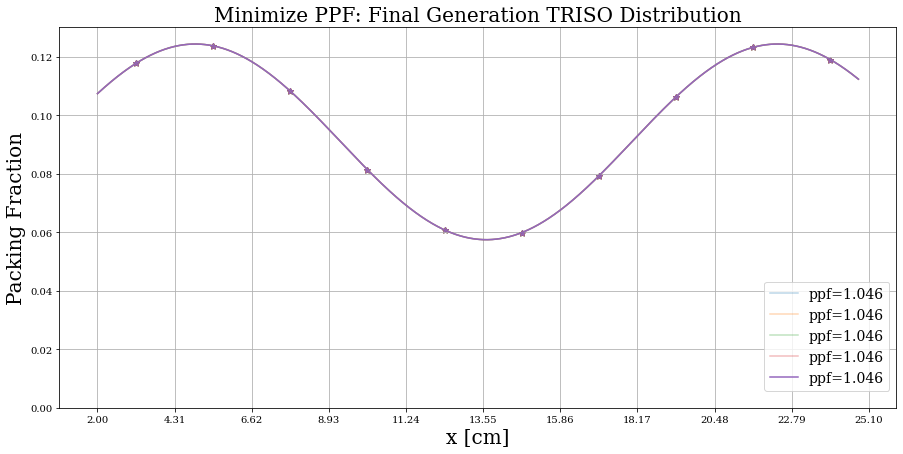 Minimize PPF: Final Generation TRISO Distribution
Packing Fraction
0.12
0.10
0.08
0.06
0.04
0.02
0.00
ppf=1.046
ppf=1.046
ppf=1.046
ppf=1.046
ppf=1.046
2.00 4.31 6.62 8.93 11.24 13.55 15.86 18.17 20.48 22.79 25.10
x [cm]